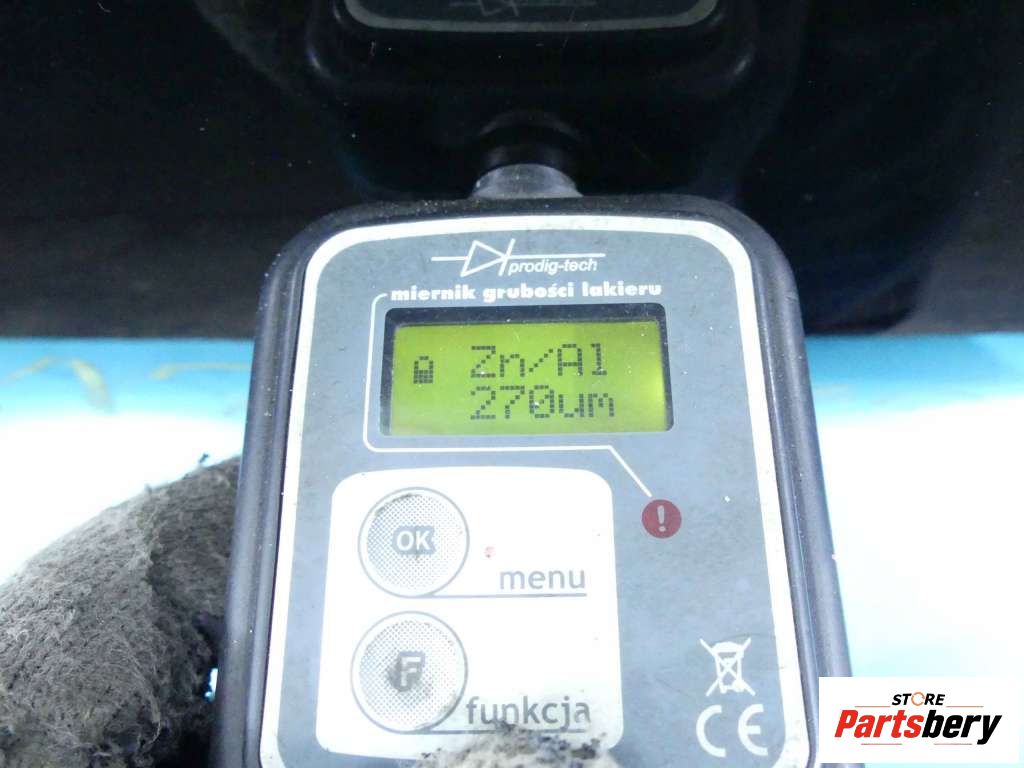 prodig-tech
miernik grubości lakieru
Zn/Al
270um
!
OK
menu
F
funkcja
CE
STORE
Partsbery